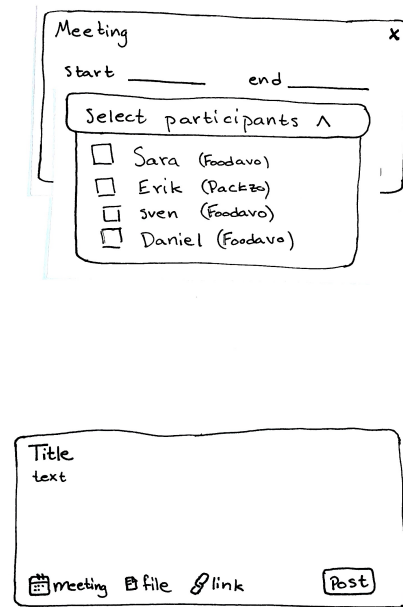 Meeting x
Start end
Select participants ^
Sara (Foodavo)
Erik (Packzo)
Sven (Foodavo)
Daniel (Foodavo)
Title
text
meeting file link Post